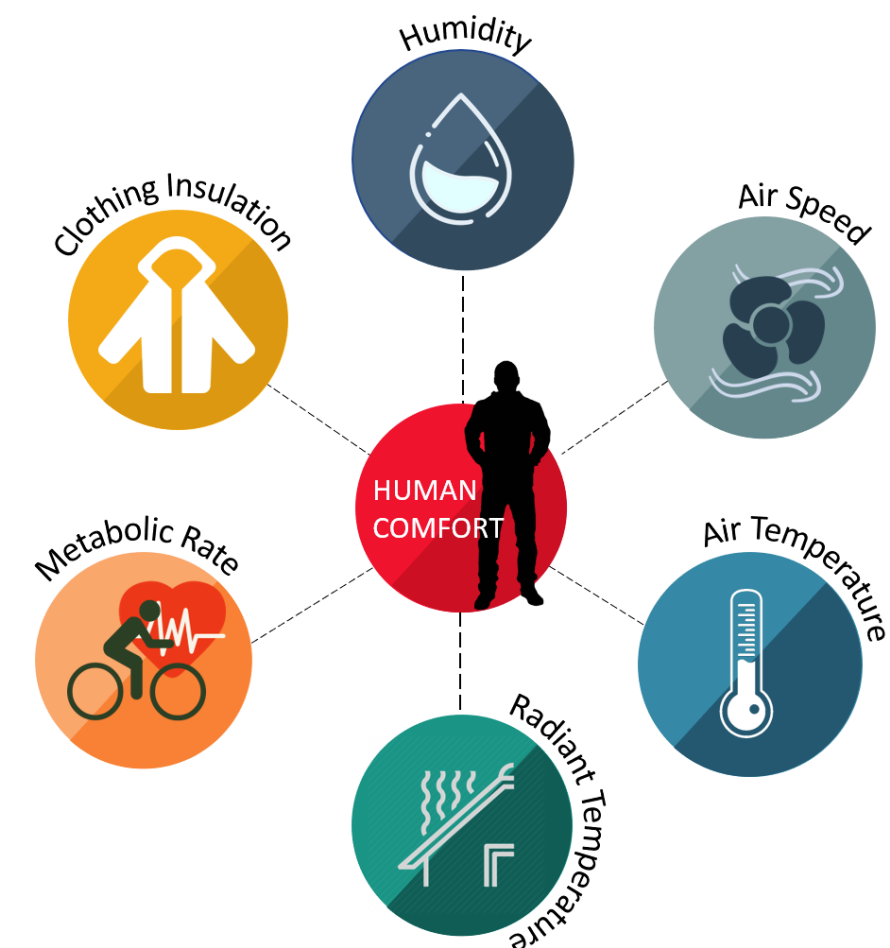 Humidity
Clothing Insulation
Air Speed
HUMAN
COMFORT
Metabolic Rate
Air Temperature
Radiant Temperature